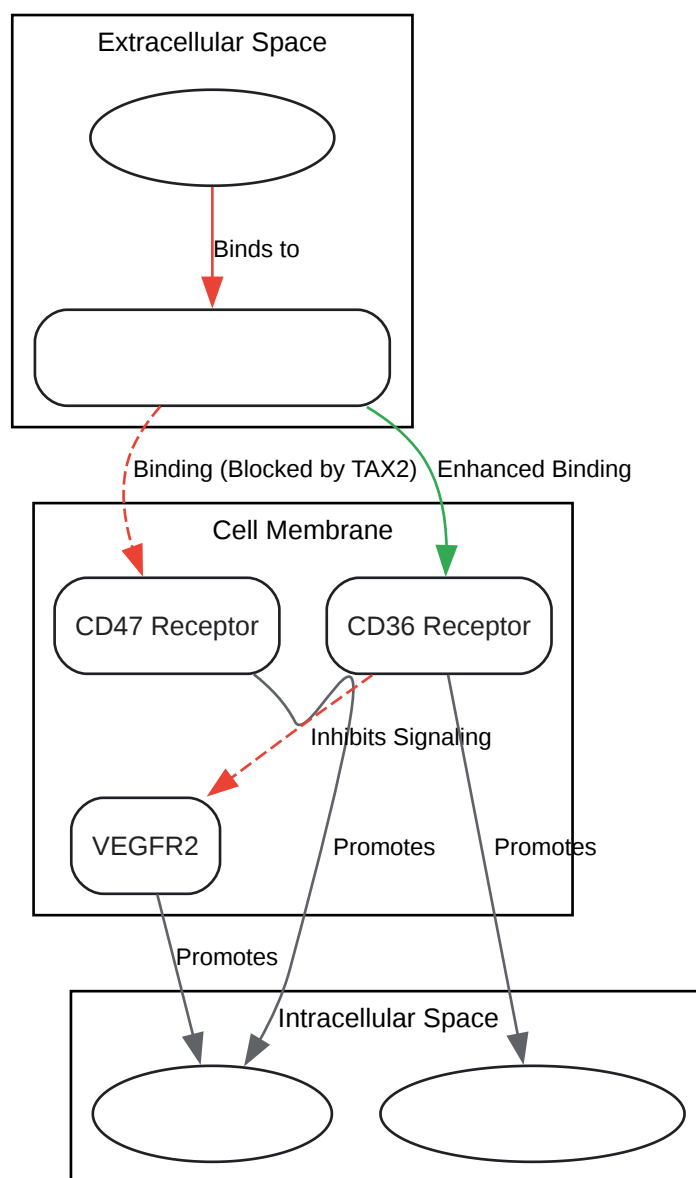 Extracellular Space
Binds to
Binding (Blocked by TAX2)
Enhanced Binding
Cell Membrane
CD47 Receptor
CD36 Receptor
Inhibits Signaling
VEGFR2
Promotes
Promotes
Promotes
Intracellular Space